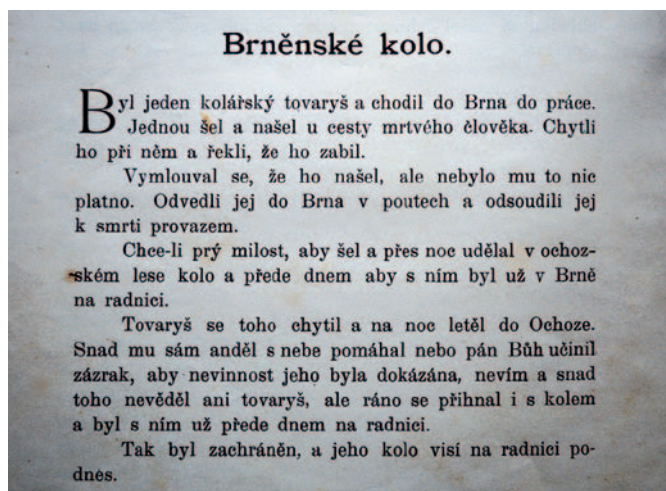 Brněnské kolo.
Byl jeden kolářský tovaryš a chodil do Brna do práce.
Jednou šel a našel u cesty mrtvého člověka. Chytli
ho při něm a řekli, že ho zabil.
Vymlouval se, že ho našel, ale nebylo mu to nic
platno. Odvedli jej do Brna v poutech a odsoudili jej
k smrti provazem.
Chce-li prý milost, aby šel a přes noc udělal v ochoz-
ském lese kolo a přede dnem aby s ním byl už v Brně
na radnici.
Tovaryš se toho chytil a na noc letěl do Ochoze.
Snad mu sám anděl s nebe pomáhal nebo pán Bůh učinil
zázrak, aby nevinnost jeho byla dokázána, nevím a snad
toho nevěděl ani tovaryš, ale ráno se přihnal i s kolem
a byl s ním už přede dnem na radnici.
Tak byl zachráněn, a jeho kolo visí na radnici po-
dnes.